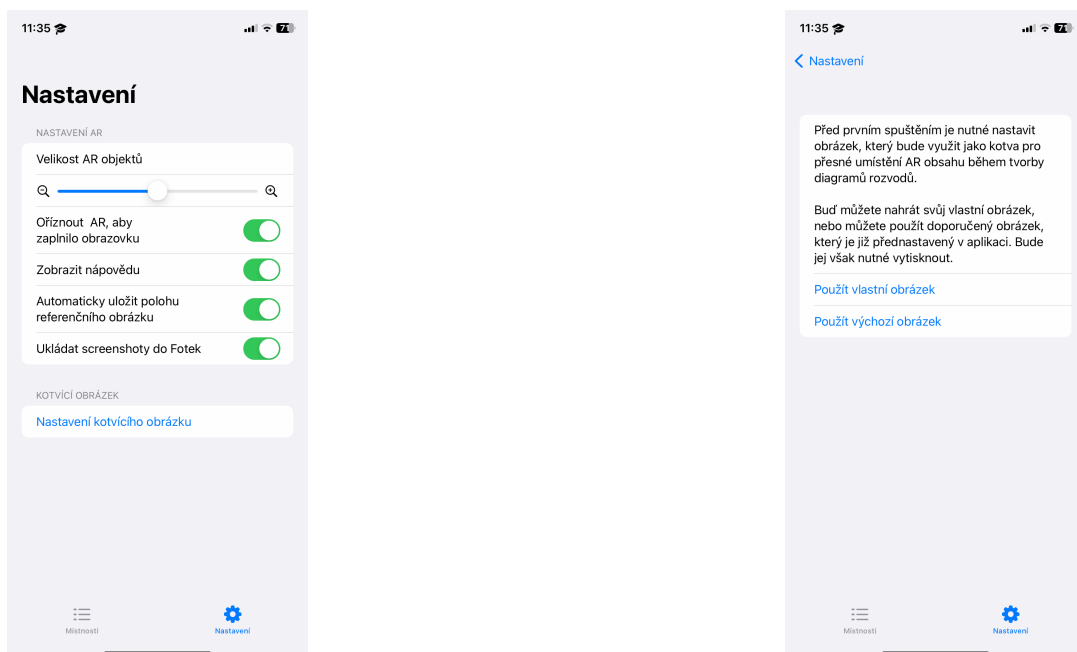 11:35
71
Nastavení
NASTAVENÍ AR
Velikost AR objektů
Oříznout  AR, aby
zaplnilo obrazovku
Zobrazit nápovědu
Automaticky uložit polohu
referenčního obrázku
Ukládat screenshoty do Fotek
KOTVÍCÍ OBRÁZEK
Nastavení kotvícího obrázku
Místnosti
Nastavení
11:35
71
Nastavení
Před prvním spuštěním je nutné nastavit
obrázek, který bude využit jako kotva pro
přesné umístění AR obsahu během tvorby
diagramů rozvodů.
Buď můžete nahrát svůj vlastní obrázek,
nebo můžete použít doporučený obrázek,
který je již přednastavený v aplikaci. Bude
jej však nutné vytisknout.
Použít vlastní obrázek
Použít výchozí obrázek
Místnosti
Nastavení